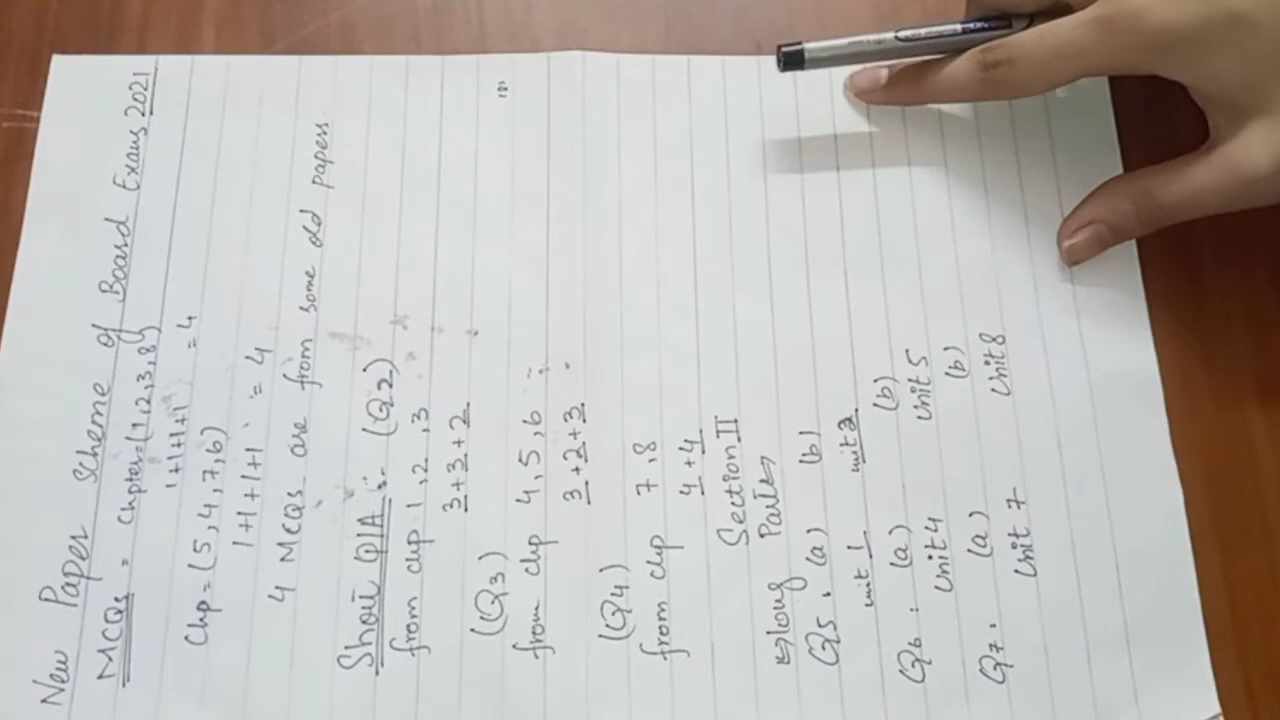 New Paper Scheme of Board Exams 2021
MCQs = Chpter=(1,2,3,8)
1+1+1+1 = 4
Chp = (5,4,7,6)
1+1+1+1 = 4
4 MCQs are from some old papers.
Short Q/A :- (Q2)
from chp 1, 2, 3
3+3+2
(Q3)
from chp 4, 5, 6
3+2+3
(Q4)
from chp 7, 8
4+4
Section II
Long Parts
Q5. (a) (b)
unit 1 unit 2
Q6: (a) (b)
Unit 4 Unit 5
Q7. (a) (b)
Unit 7 Unit 8